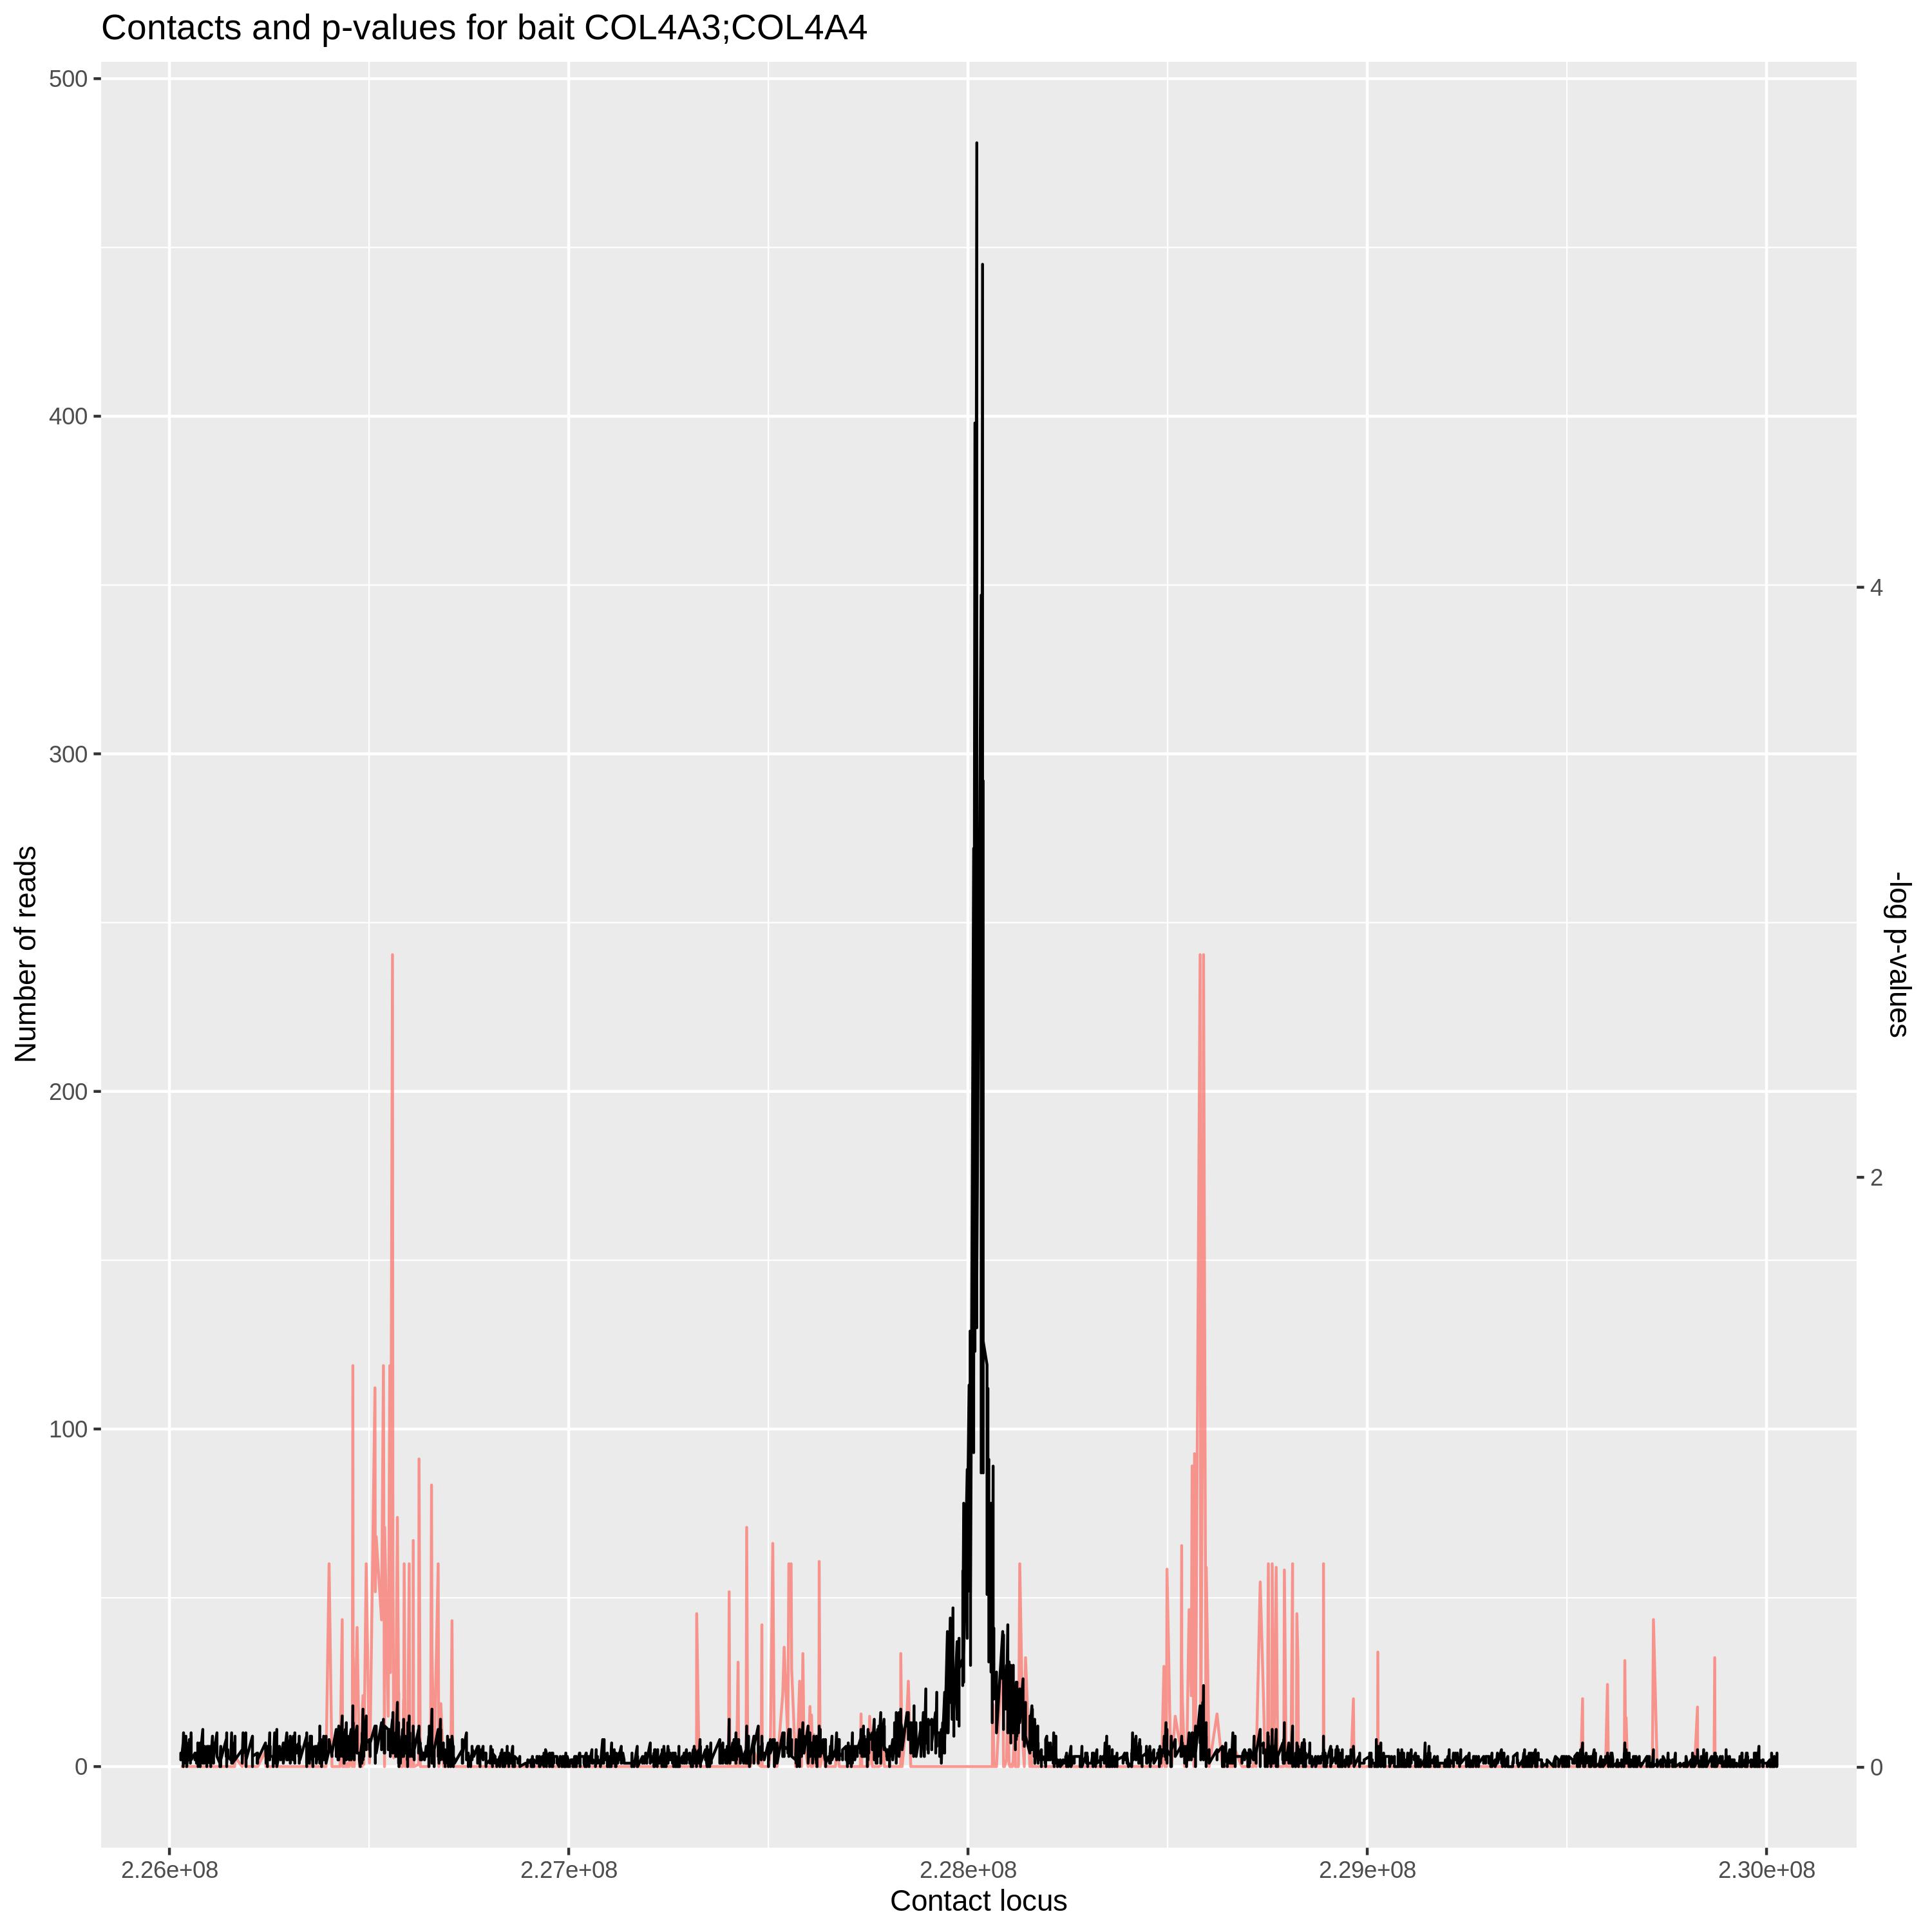 Contacts and p-values for bait COL4A3;COL4A4
500
400
300
200
100
0
Number of reads
4
2
0
-log p-values
2.26e+08 2.27e+08 2.28e+08 2.29e+08 2.30e+08
Contact locus